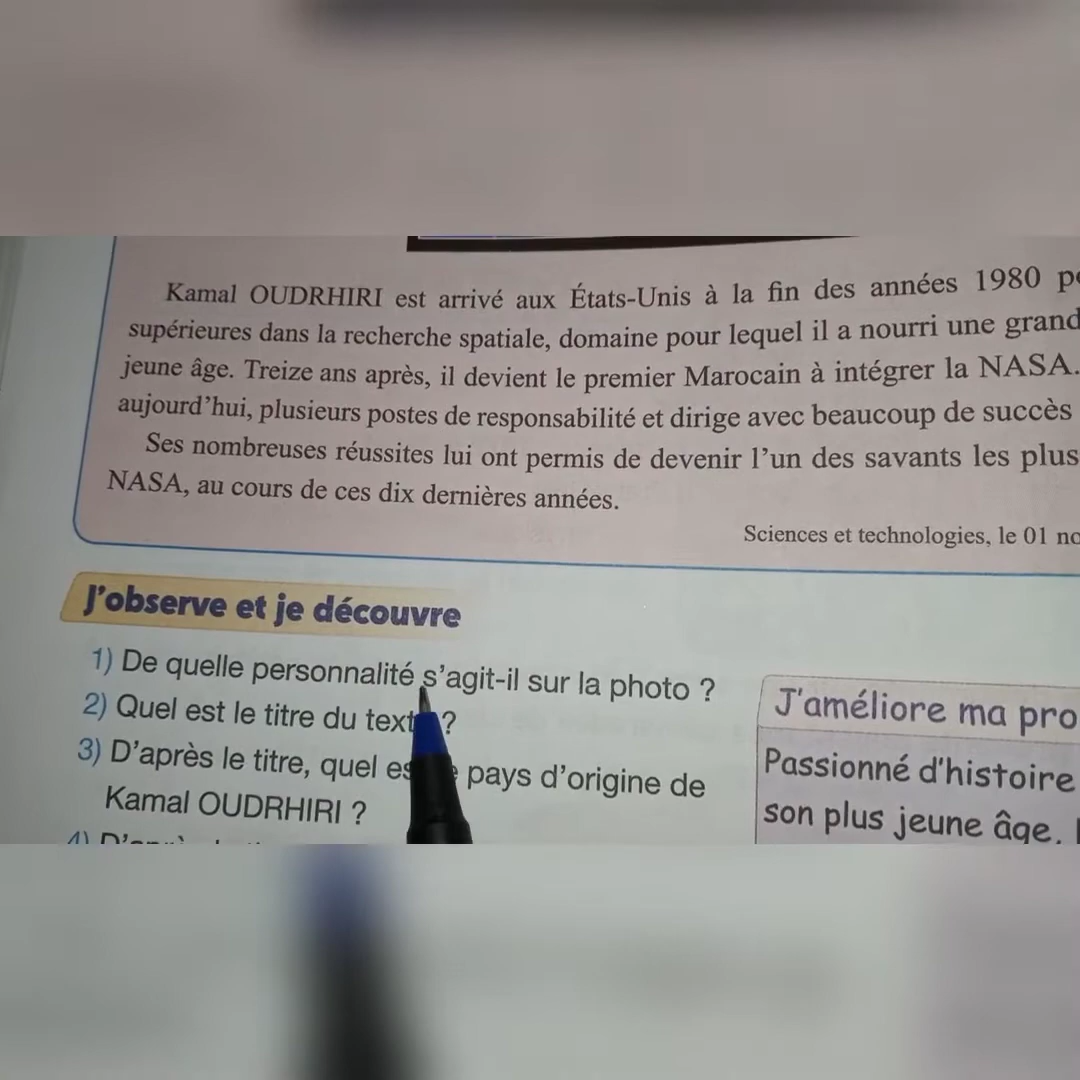 Kamal OUDRHIRI est arrivé aux États-Unis à la fin des années 1980
supérieures dans la recherche spatiale, domaine pour lequel il a nourri une grand
jeune âge. Treize ans après, il devient le premier Marocain à intégrer la NASA.
aujourd'hui, plusieurs postes de responsabilité et dirige avec beaucoup de succès
Ses nombreuses réussites lui ont permis de devenir l'un des savants les plus
NASA, au cours de ces dix dernières années.
Sciences et technologies, le 01 no
J'observe et je découvre
1) De quelle personnalité s'agit-il sur la photo ?
2) Quel est le titre du text ?
3) D'après le titre, quel es pays d'origine de
Kamal OUDRHIRI ?
J'améliore ma pro
Passionné d'histoire
son plus jeune âge.